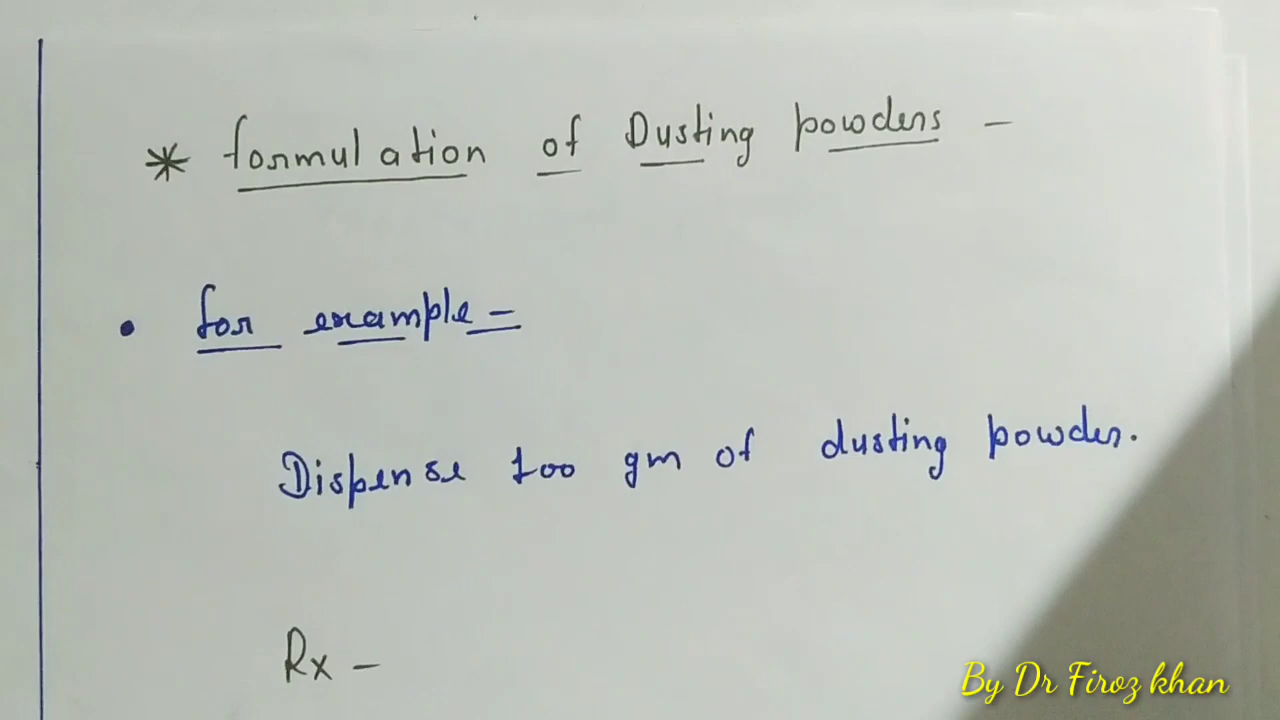 * formulation of Dusting powders -
• for example -
Dispense 100 gm of dusting powder.
Rx -
By Dr Firoz khan